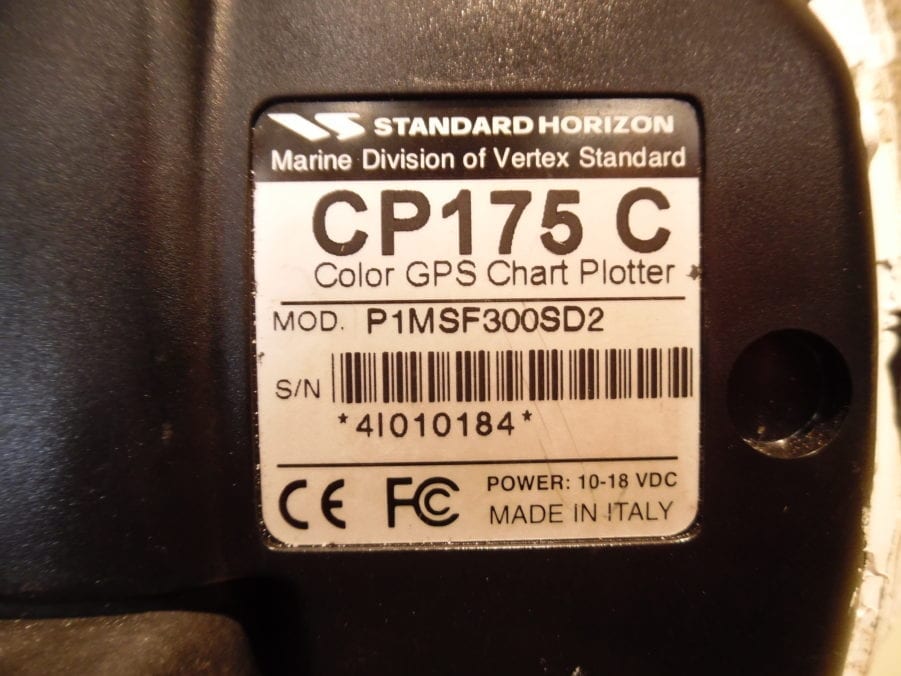 STANDARD HORIZON
Marine Division of Vertex Standard
CP175 C
Color GPS Chart Plotter
MOD. P1MSF300SD2
S/N
*4I010184*
CE FC POWER: 10-18 VDC
MADE IN ITALY